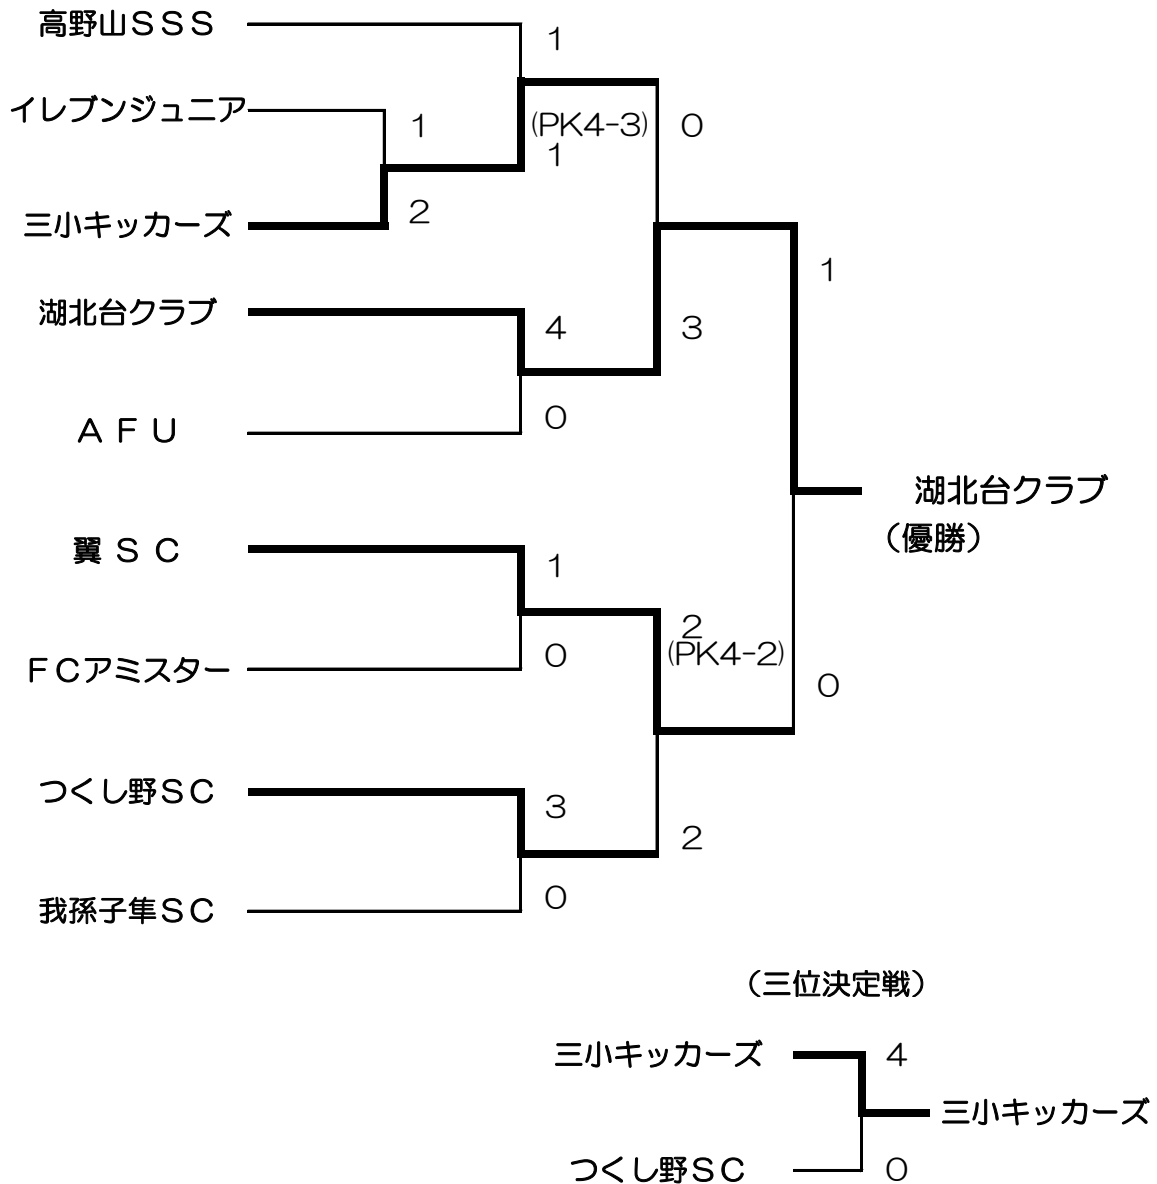 高野山ＳＳＳ
1
イレブンジュニア
1
(PK4-3)
0
1
三小キッカーズ
2
1
湖北台クラブ
4
3
ＡＦＵ
0
湖北台クラブ
（優勝）
翼ＳＣ
1
2
(PK4-2)
ＦＣアミスター
0
0
つくし野ＳＣ
3
2
我孫子隼ＳＣ
0
（三位決定戦）
三小キッカーズ
4
三小キッカーズ
つくし野ＳＣ
0